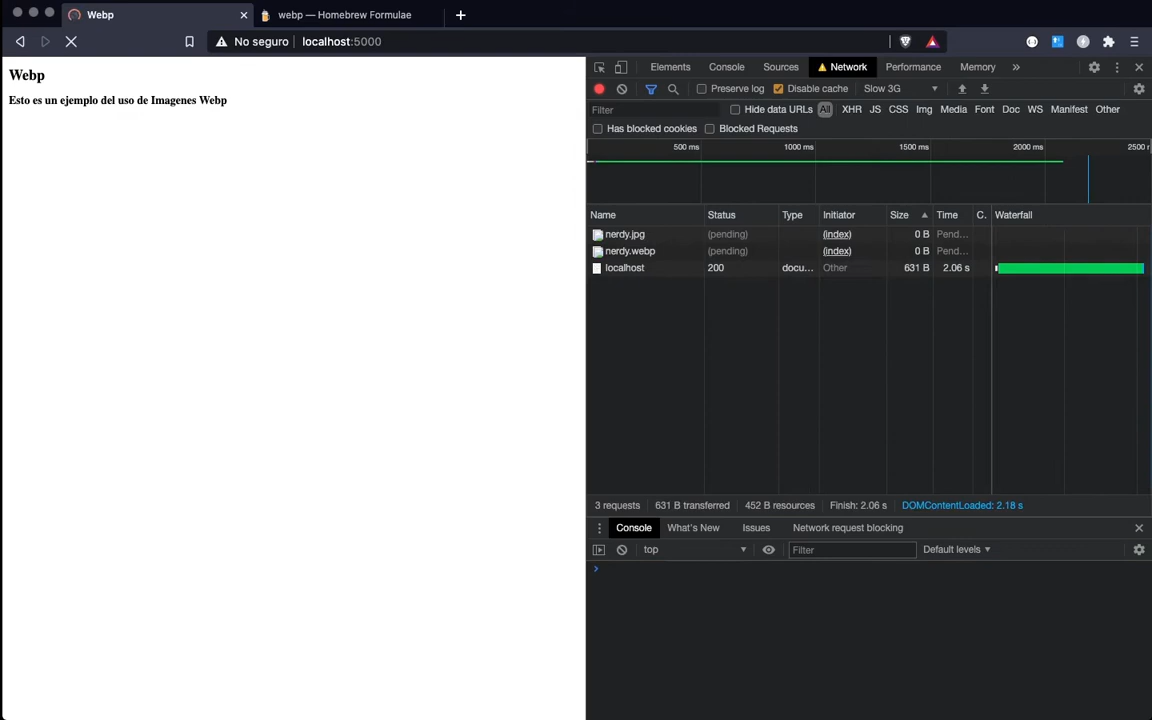 Webp
webp — Homebrew Formulae
No seguro
localhost:5000
Webp
Esto es un ejemplo del uso de Imagenes Webp
Elements Console Sources Network Performance Memory »
Preserve log Disable cache Slow 3G
Filter Hide data URLs All XHR JS CSS Img Media Font Doc WS Manifest Other
Has blocked cookies Blocked Requests
500 ms 1000 ms 1500 ms 2000 ms 2500 r
Name Status Type Initiator Size Time C. Waterfall
nerdy.jpg (pending) (index) 0 B Pend...
nerdy.webp (pending) (index) 0 B Pend...
localhost 200 docu... Other 631 B 2.06 s
3 requests 631 B transferred 452 B resources Finish: 2.06 s DOMContentLoaded: 2.18 s
Console What's New Issues Network request blocking
top Filter Default levels